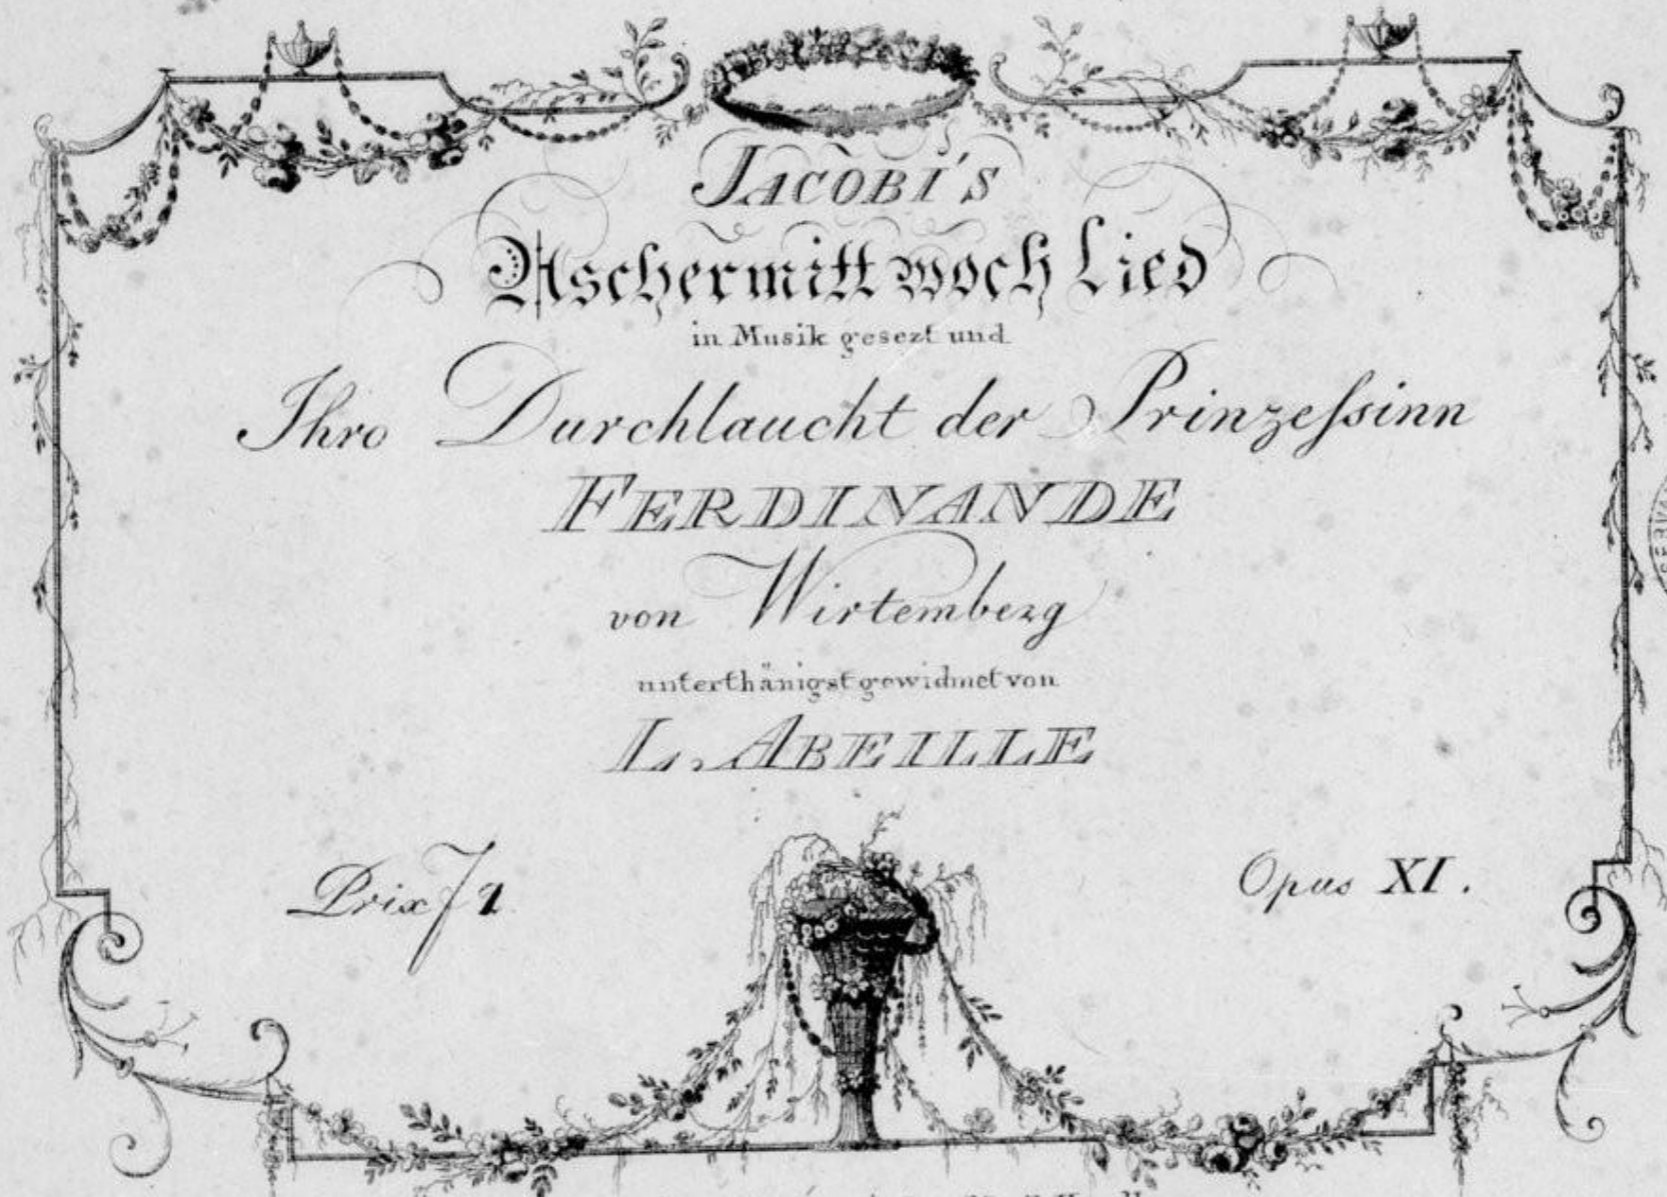 JACOBI'S
Aschermittwoch Lied
in Musik gesezt und
Ihro Durchlaucht der Prinzeſsinn
FERDINANDE
von Wirtemberg
unterthänigst gewidmet von
L. ABEILLE
Prix f 1
Opus XI.